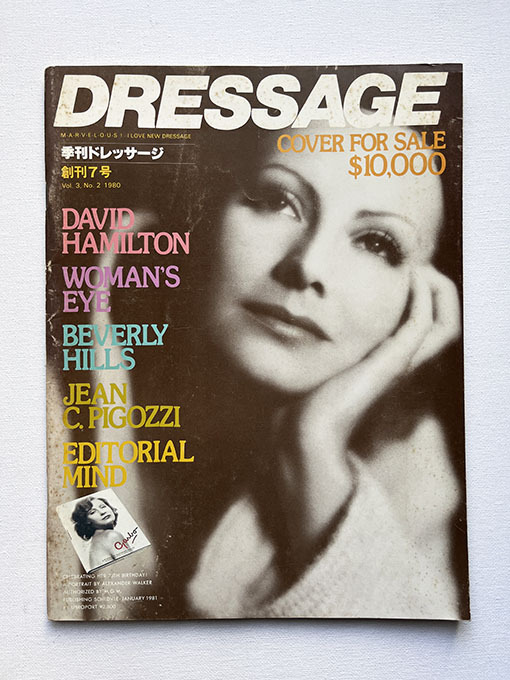 DRESSAGE
M·A·R·V·E·L·O·U·S! I LOVE NEW DRESSAGE
COVER FOR SALE
$10,000
季刊ドレッサージ
創刊7号
Vol. 3, No. 2 1980
DAVID
HAMILTON
WOMAN'S
EYE
BEVERLY
HILLS
JEAN
C. PIGOZZI
EDITORIAL
MIND
Garbo
CELEBRATING HER 75TH BIRTHDAY!
PORTRAIT BY ALEXANDER WALKER
AUTHORIZED BY M.G.M.
PUBLISHING SCHEDULE·JANUARY 1981